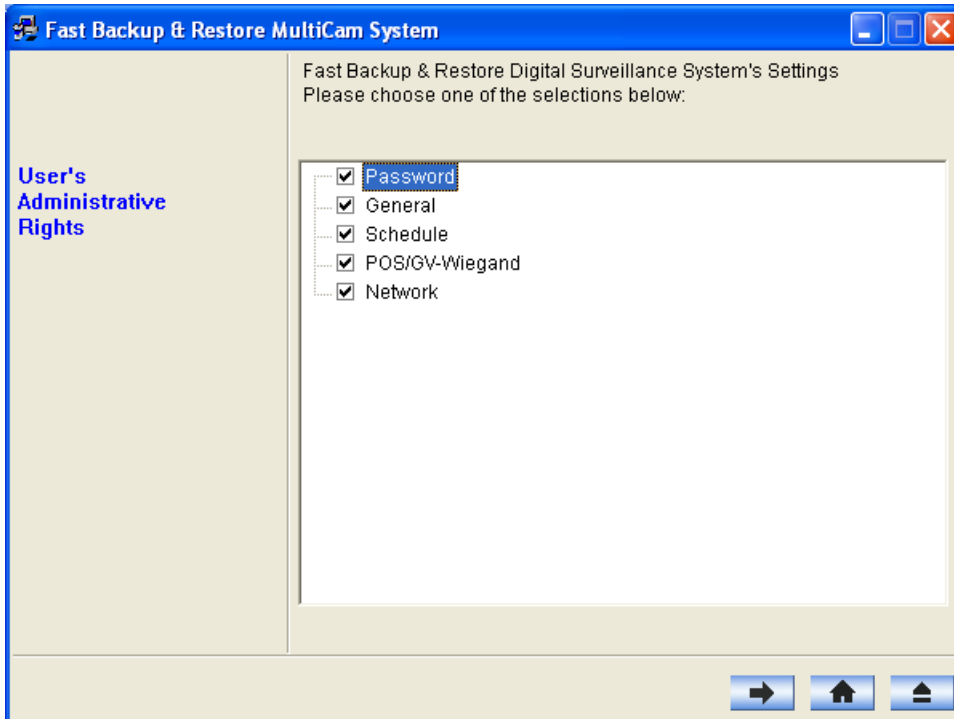 Fast Backup & Restore MultiCam System
Fast Backup & Restore Digital Surveillance System's Settings
Please choose one of the selections below:
User's
Administrative
Rights
Password
General
Schedule
POS/GV-Wiegand
Network